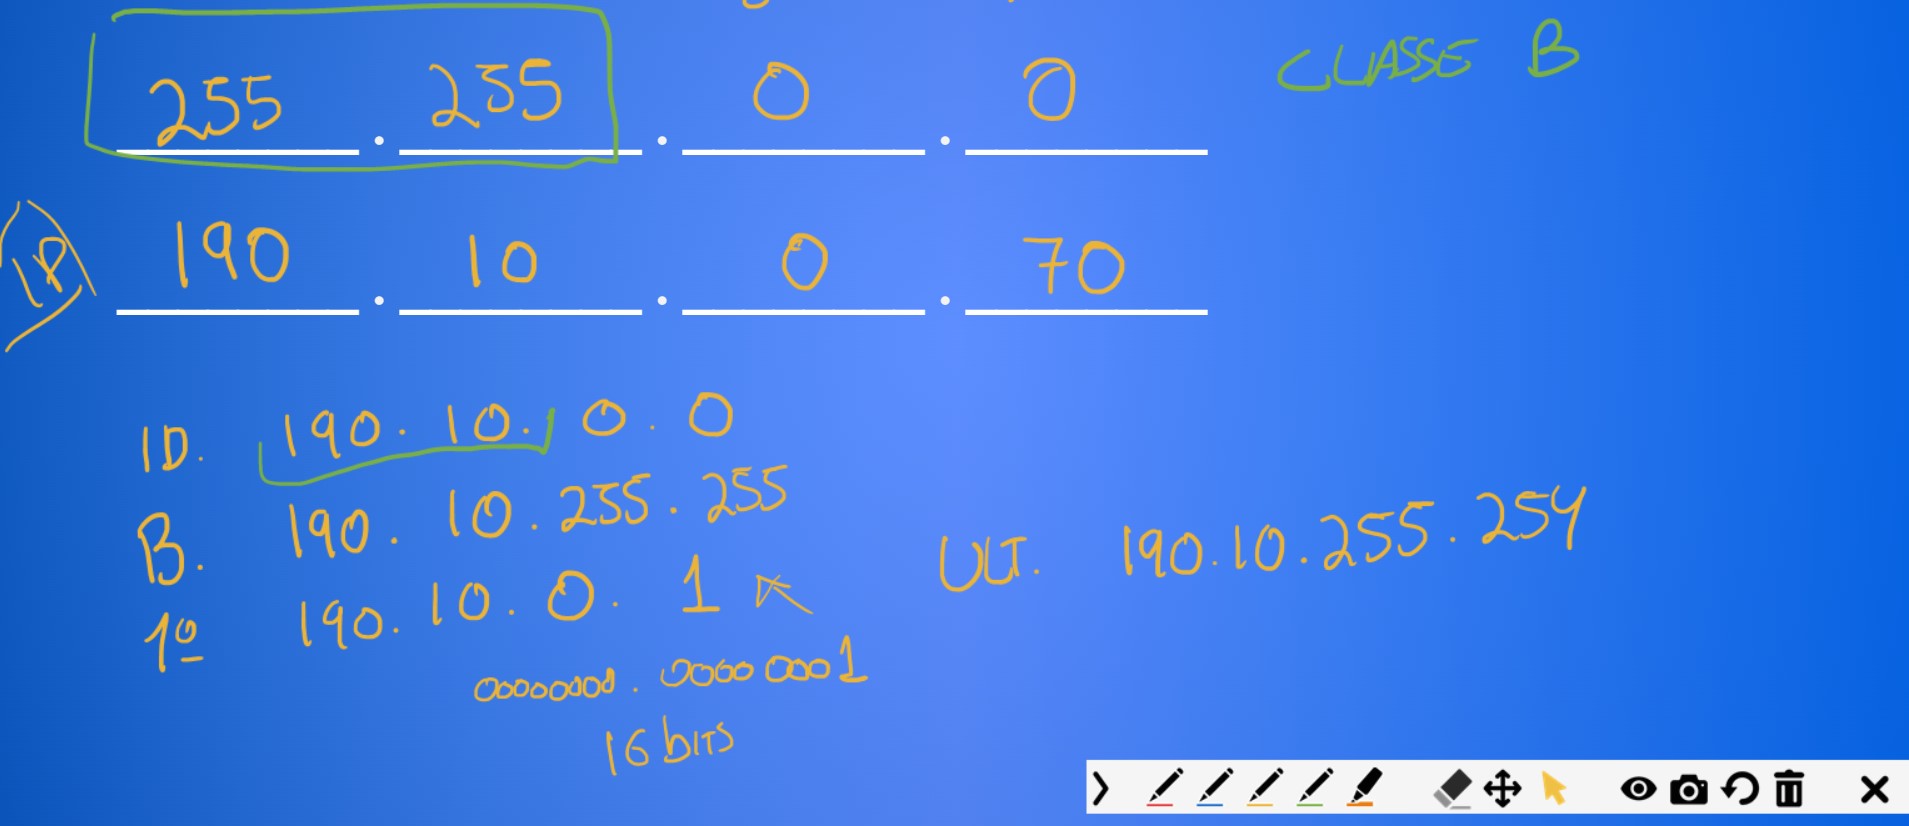 255 . 255 . 0 . 0
CLASSE B
IP 190 . 10 . 0 . 70
ID. 190. 10. 0. 0
B. 190. 10. 255. 255
1º 190. 10. 0. 1
ULT. 190.10.255.254
00000000. 00000001
16 bits